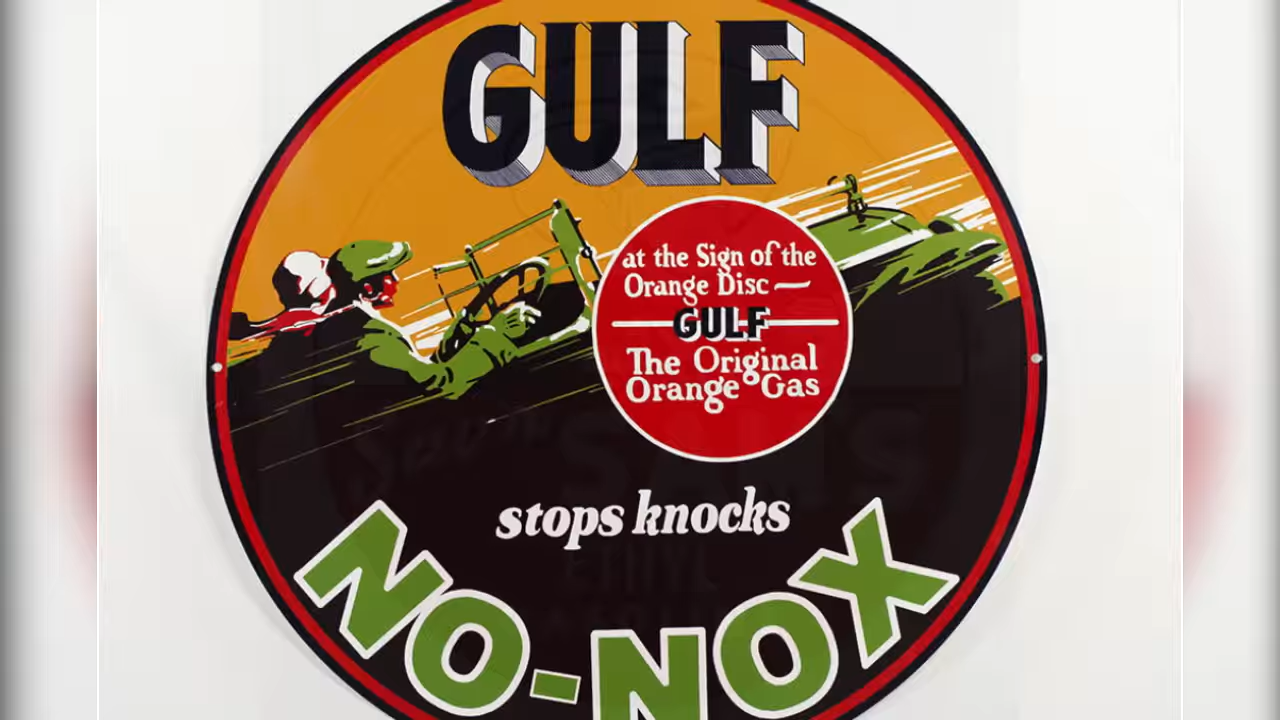 GULF
at the Sign of the
Orange Disc —
GULF
The Original
Orange Gas
stops knocks
NO-NOX